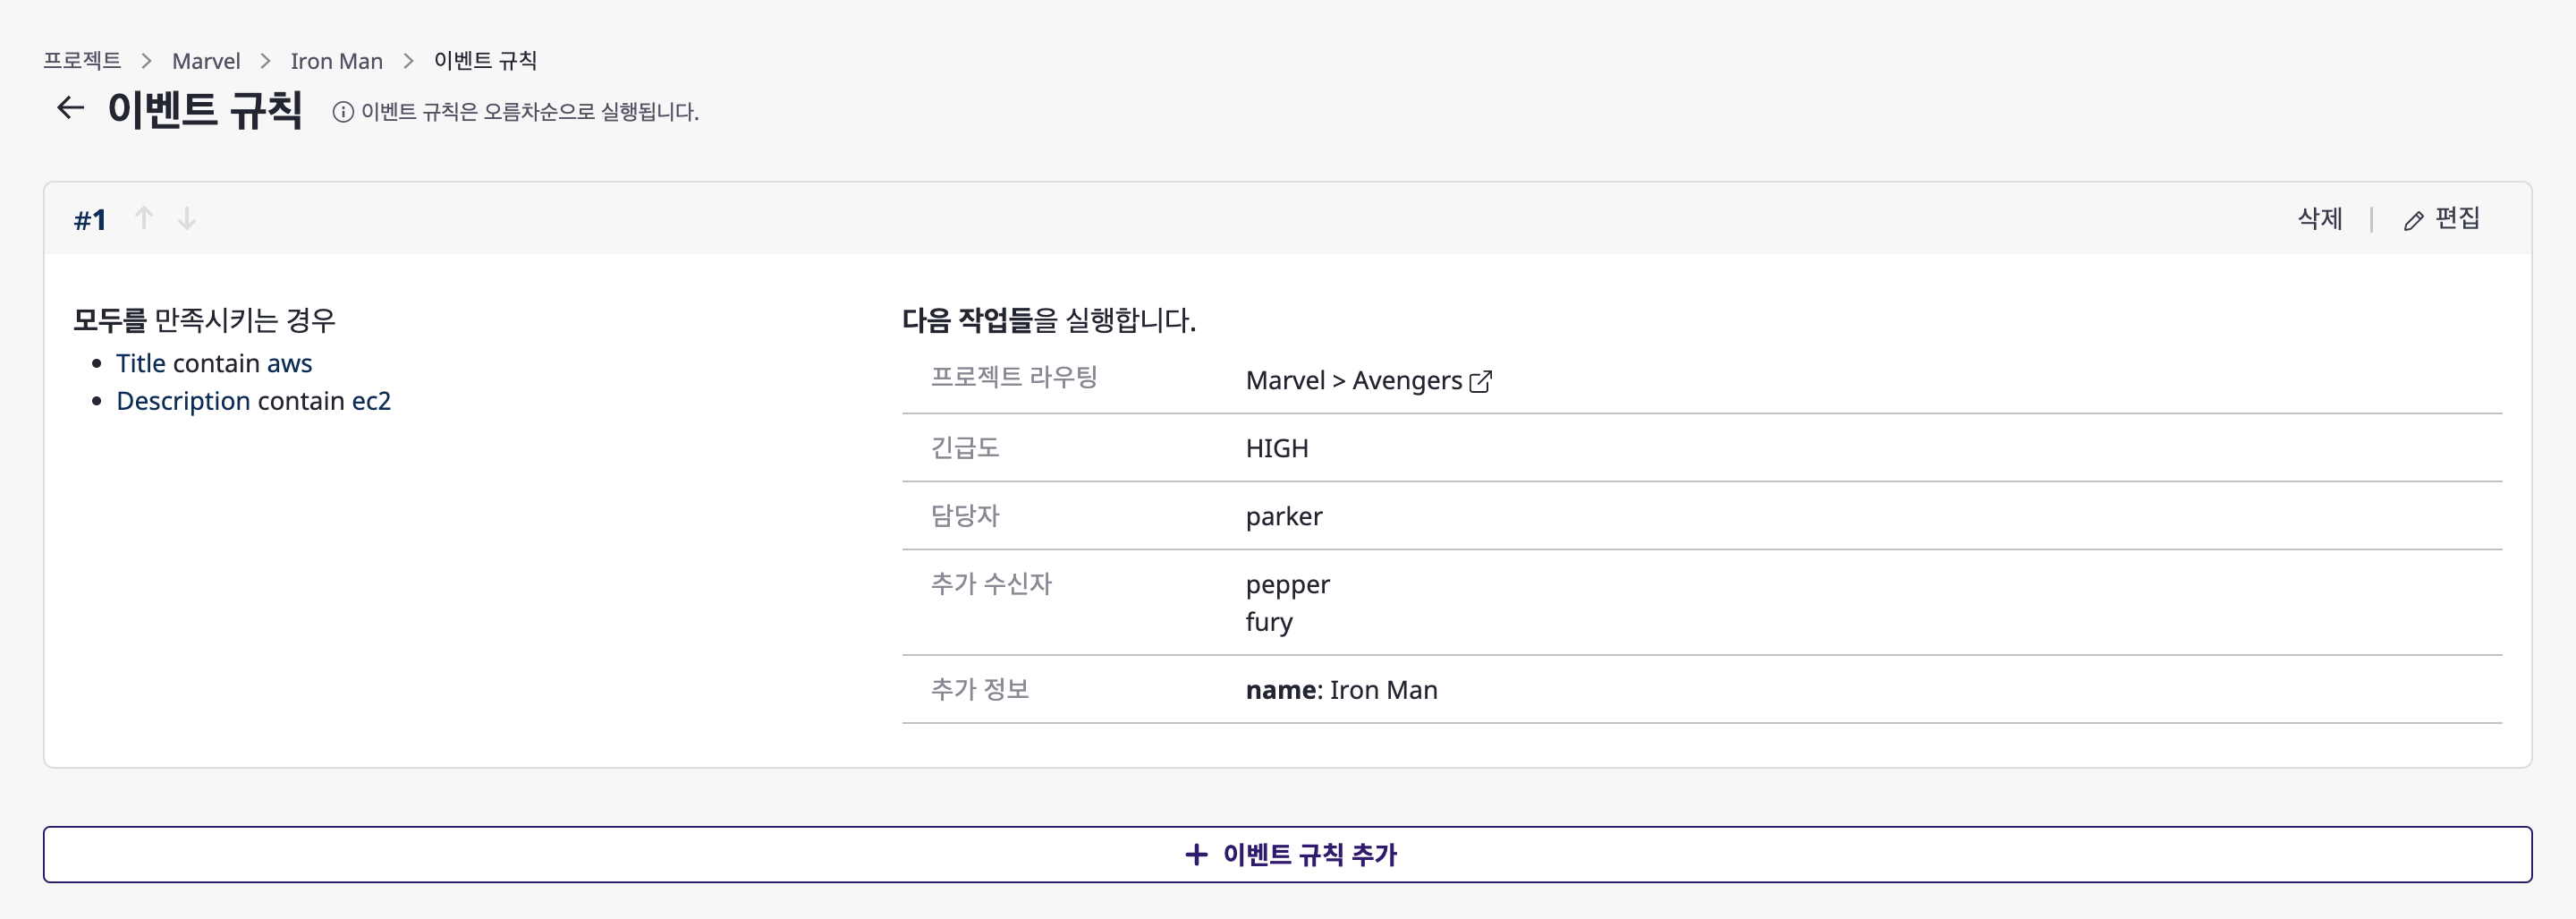 프로젝트 > Marvel > Iron Man > 이벤트 규칙
이벤트 규칙 이벤트 규칙은 오름차순으로 실행됩니다.
#1 삭제 | 편집
모두를 만족시키는 경우
Title contain aws
Description contain ec2
다음 작업들을 실행합니다.
프로젝트 라우팅 Marvel > Avengers
긴급도 HIGH
담당자 parker
추가 수신자 pepper
fury
추가 정보 name: Iron Man
+ 이벤트 규칙 추가